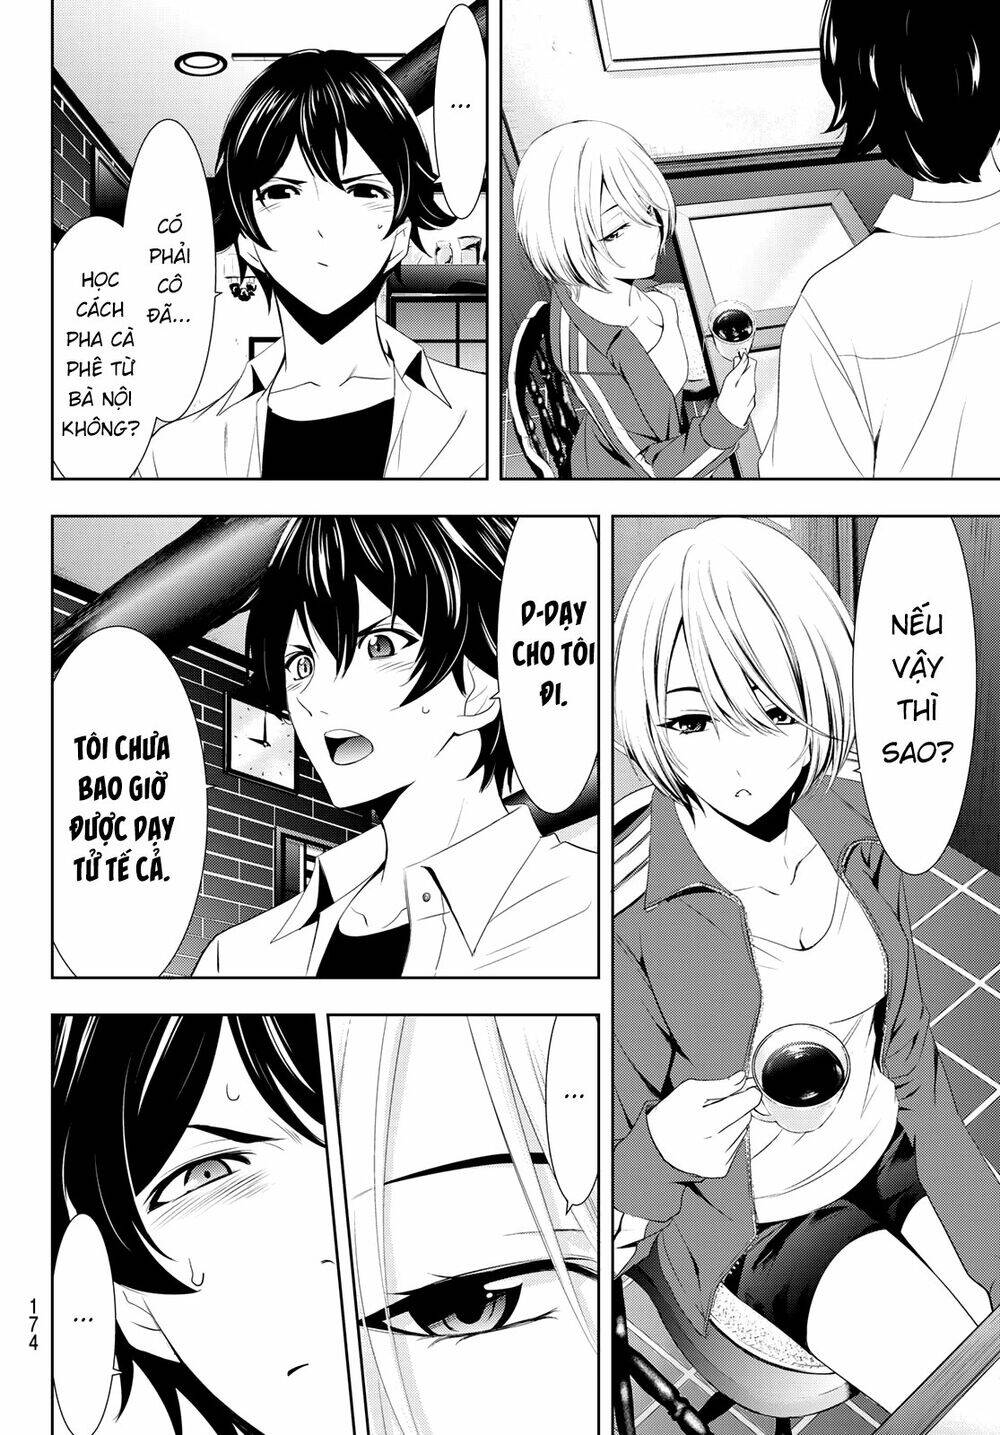 ...
CÓ
PHẢI
CÔ
ĐÃ...
HỌC
CÁCH
PHA CÀ
PHÊ TỪ
BÀ NỘI
KHÔNG?
NẾU
VẬY
THÌ
SAO?
D-DẠY
CHO TÔI
ĐI.
TÔI CHƯA
BAO GIỜ
ĐƯỢC DẠY
TỬ TẾ CẢ.
...
...
174